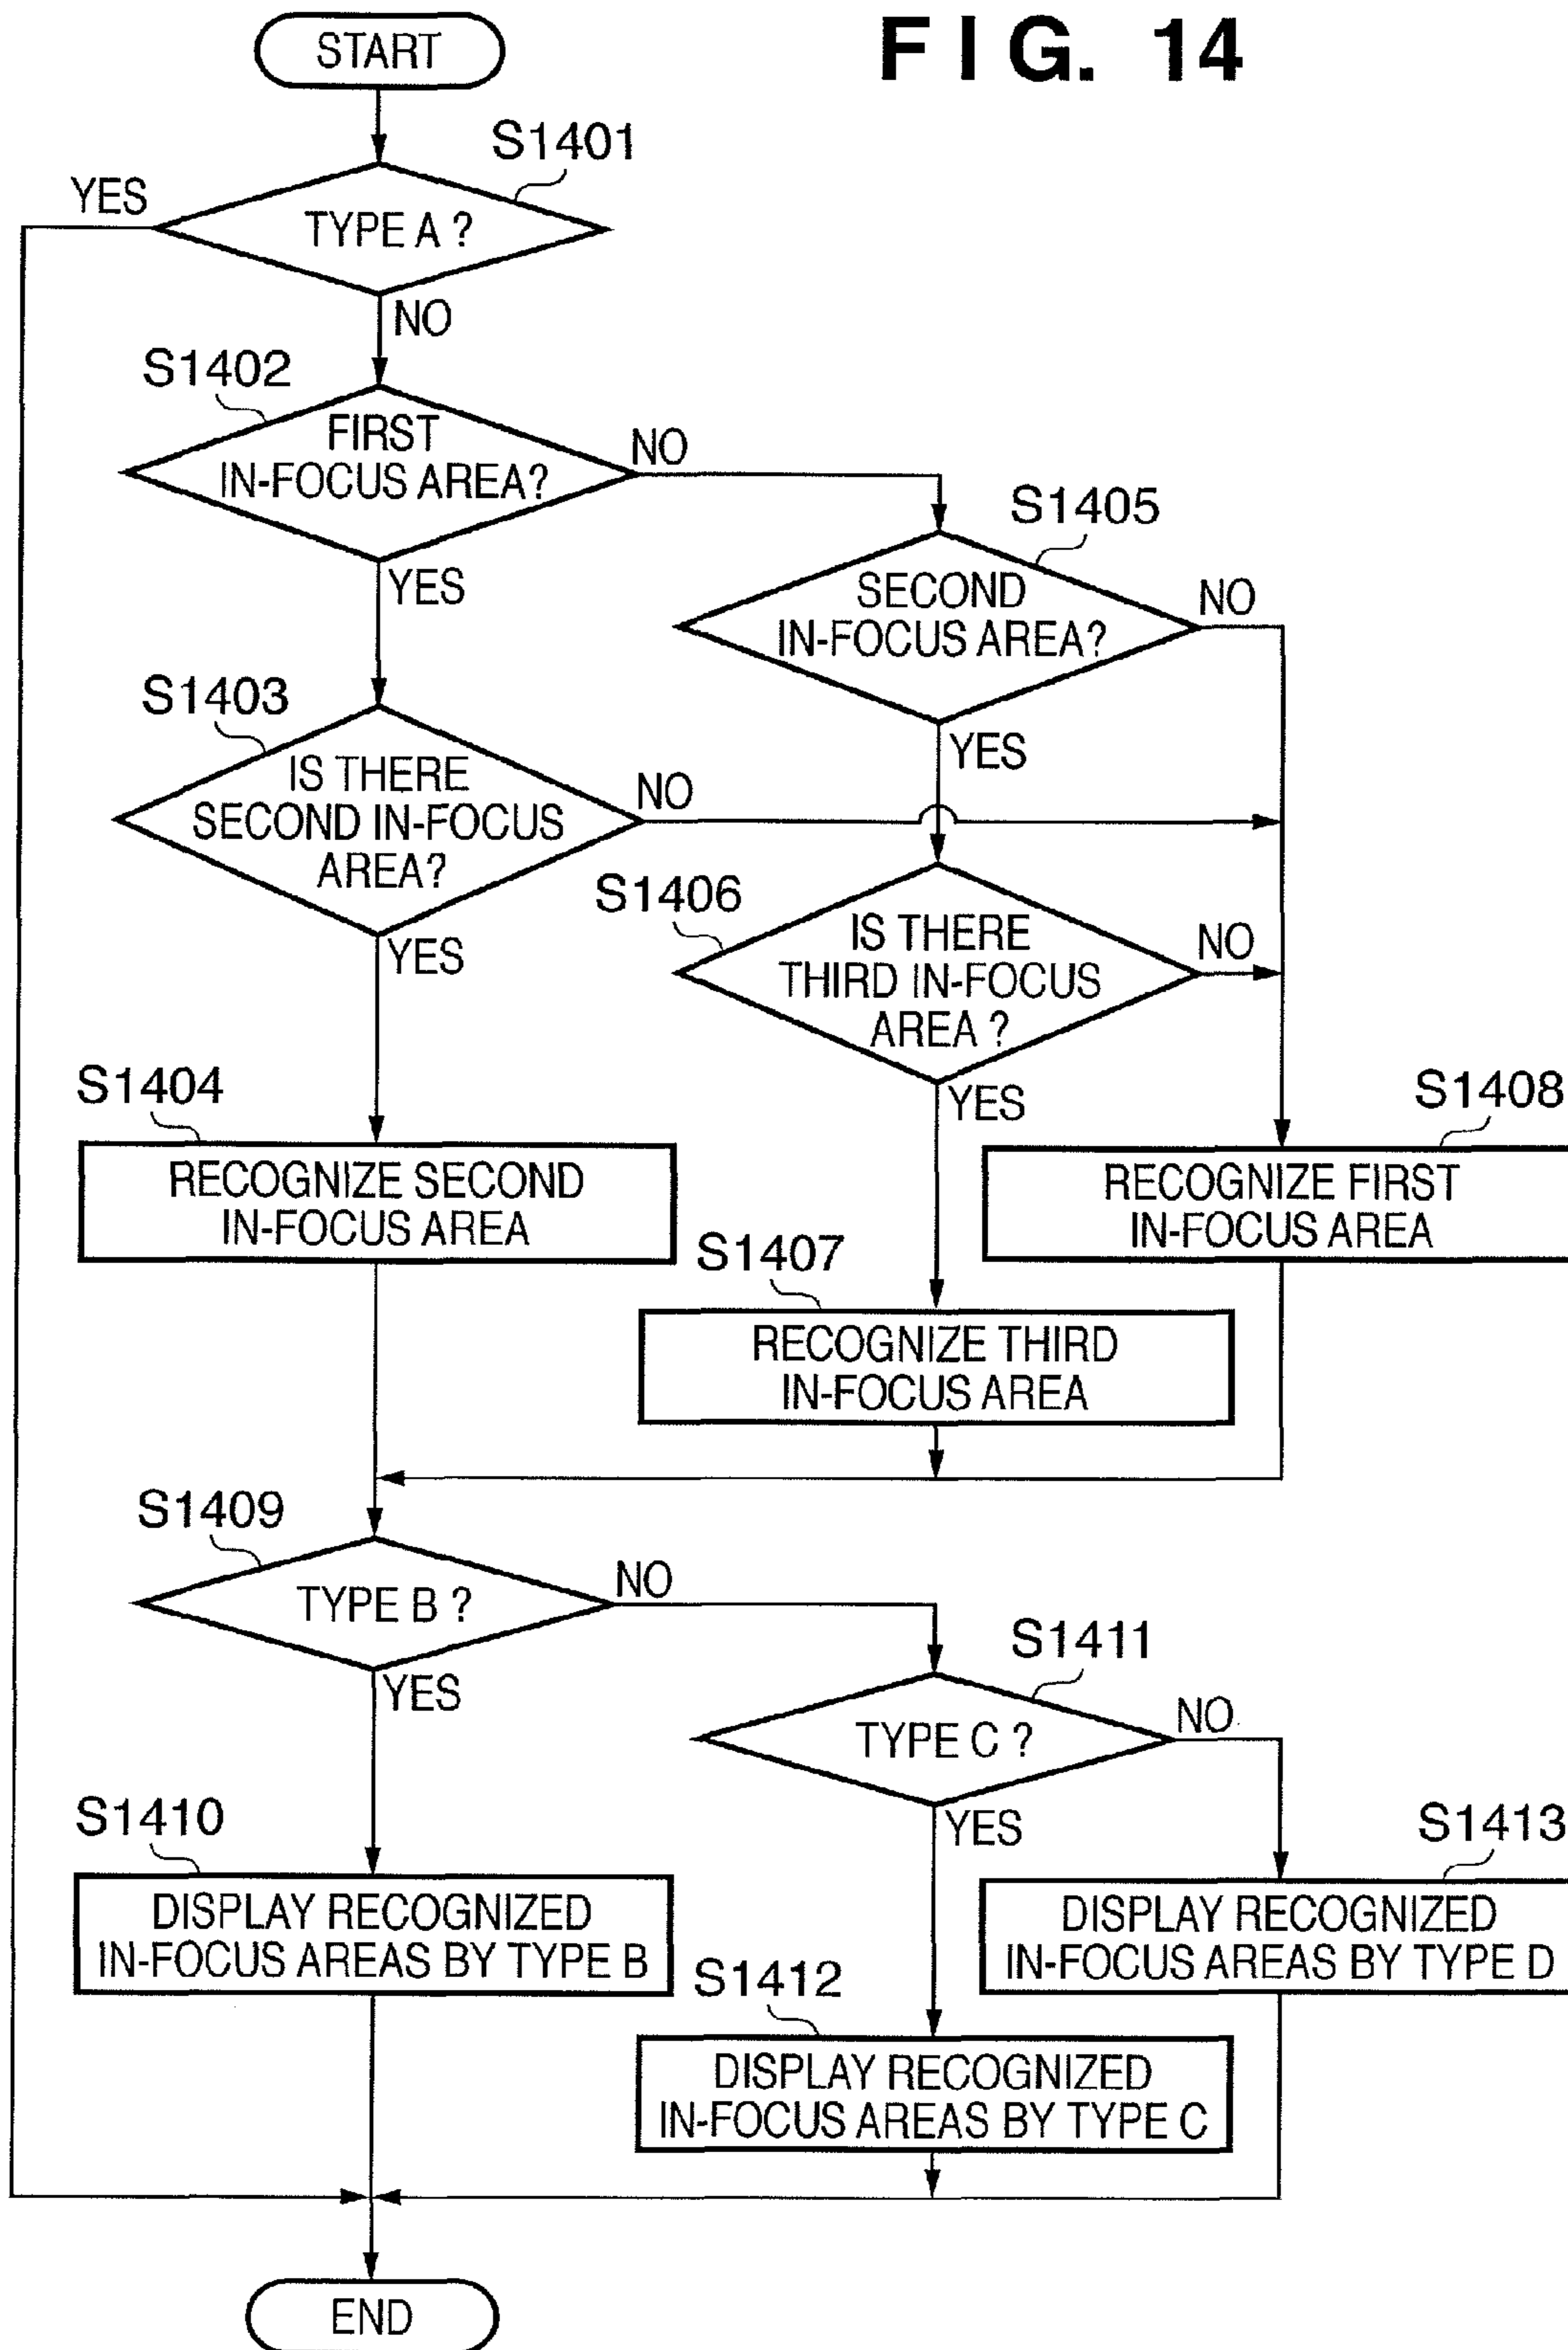 FIG. 14
START
S1401
YES
TYPE A ?
NO
S1402
FIRST
IN-FOCUS AREA?
NO
YES
S1405
SECOND
IN-FOCUS AREA?
NO
YES
S1403
IS THERE
SECOND IN-FOCUS
AREA?
NO
YES
S1406
IS THERE
THIRD IN-FOCUS
AREA ?
NO
YES
S1404
RECOGNIZE SECOND
IN-FOCUS AREA
S1408
RECOGNIZE FIRST
IN-FOCUS AREA
S1407
RECOGNIZE THIRD
IN-FOCUS AREA
S1409
TYPE B ?
NO
YES
S1411
TYPE C ?
NO
YES
S1410
DISPLAY RECOGNIZED
IN-FOCUS AREAS BY TYPE B
S1413
DISPLAY RECOGNIZED
IN-FOCUS AREAS BY TYPE D
S1412
DISPLAY RECOGNIZED
IN-FOCUS AREAS BY TYPE C
END